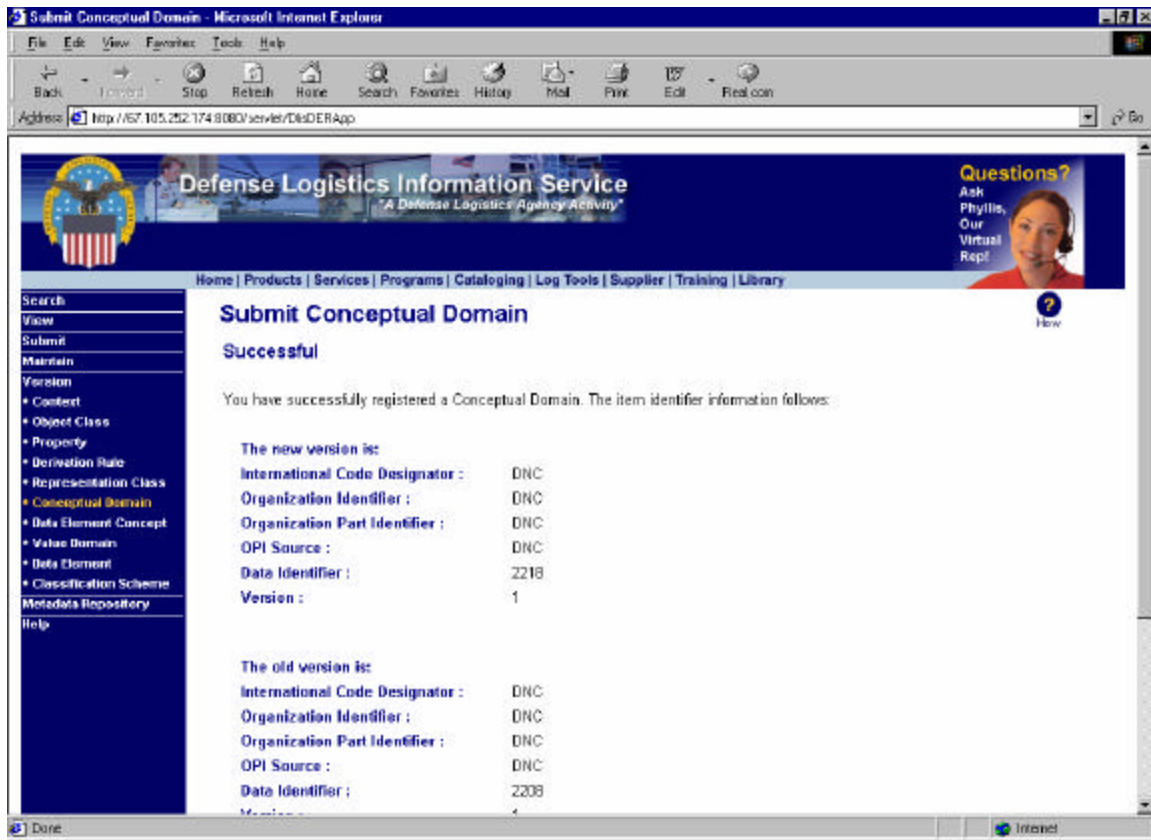 Submit Conceptual Domain - Microsoft Internet Explorer
File Edit View Favorites Tools Help
Back Forward Stop Refresh Home Search Favorites History Mail Print Edit Real.com
Address http://67.105.252.174:8080/servlet/DlisDERApp Go
Defense Logistics Information Service
"A Defense Logistics Agency Activity"
Questions?
Ask
Phyllis,
Our
Virtual
Rep!
Home | Products | Services | Programs | Cataloging | Log Tools | Supplier | Training | Library
Search
View
Submit
Maintain
Version
• Context
• Object Class
• Property
• Derivation Rule
• Representation Class
• Conceptual Domain
• Data Element Concept
• Value Domain
• Data Element
• Classification Scheme
Metadata Repository
Help
Submit Conceptual Domain
?
How
Successful
You have successfully registered a Conceptual Domain. The item identifier information follows:
The new version is:
International Code Designator : DNC
Organization Identifier : DNC
Organization Part Identifier : DNC
OPI Source : DNC
Data Identifier : 2218
Version : 1
The old version is:
International Code Designator : DNC
Organization Identifier : DNC
Organization Part Identifier : DNC
OPI Source : DNC
Data Identifier : 2208
Done Internet